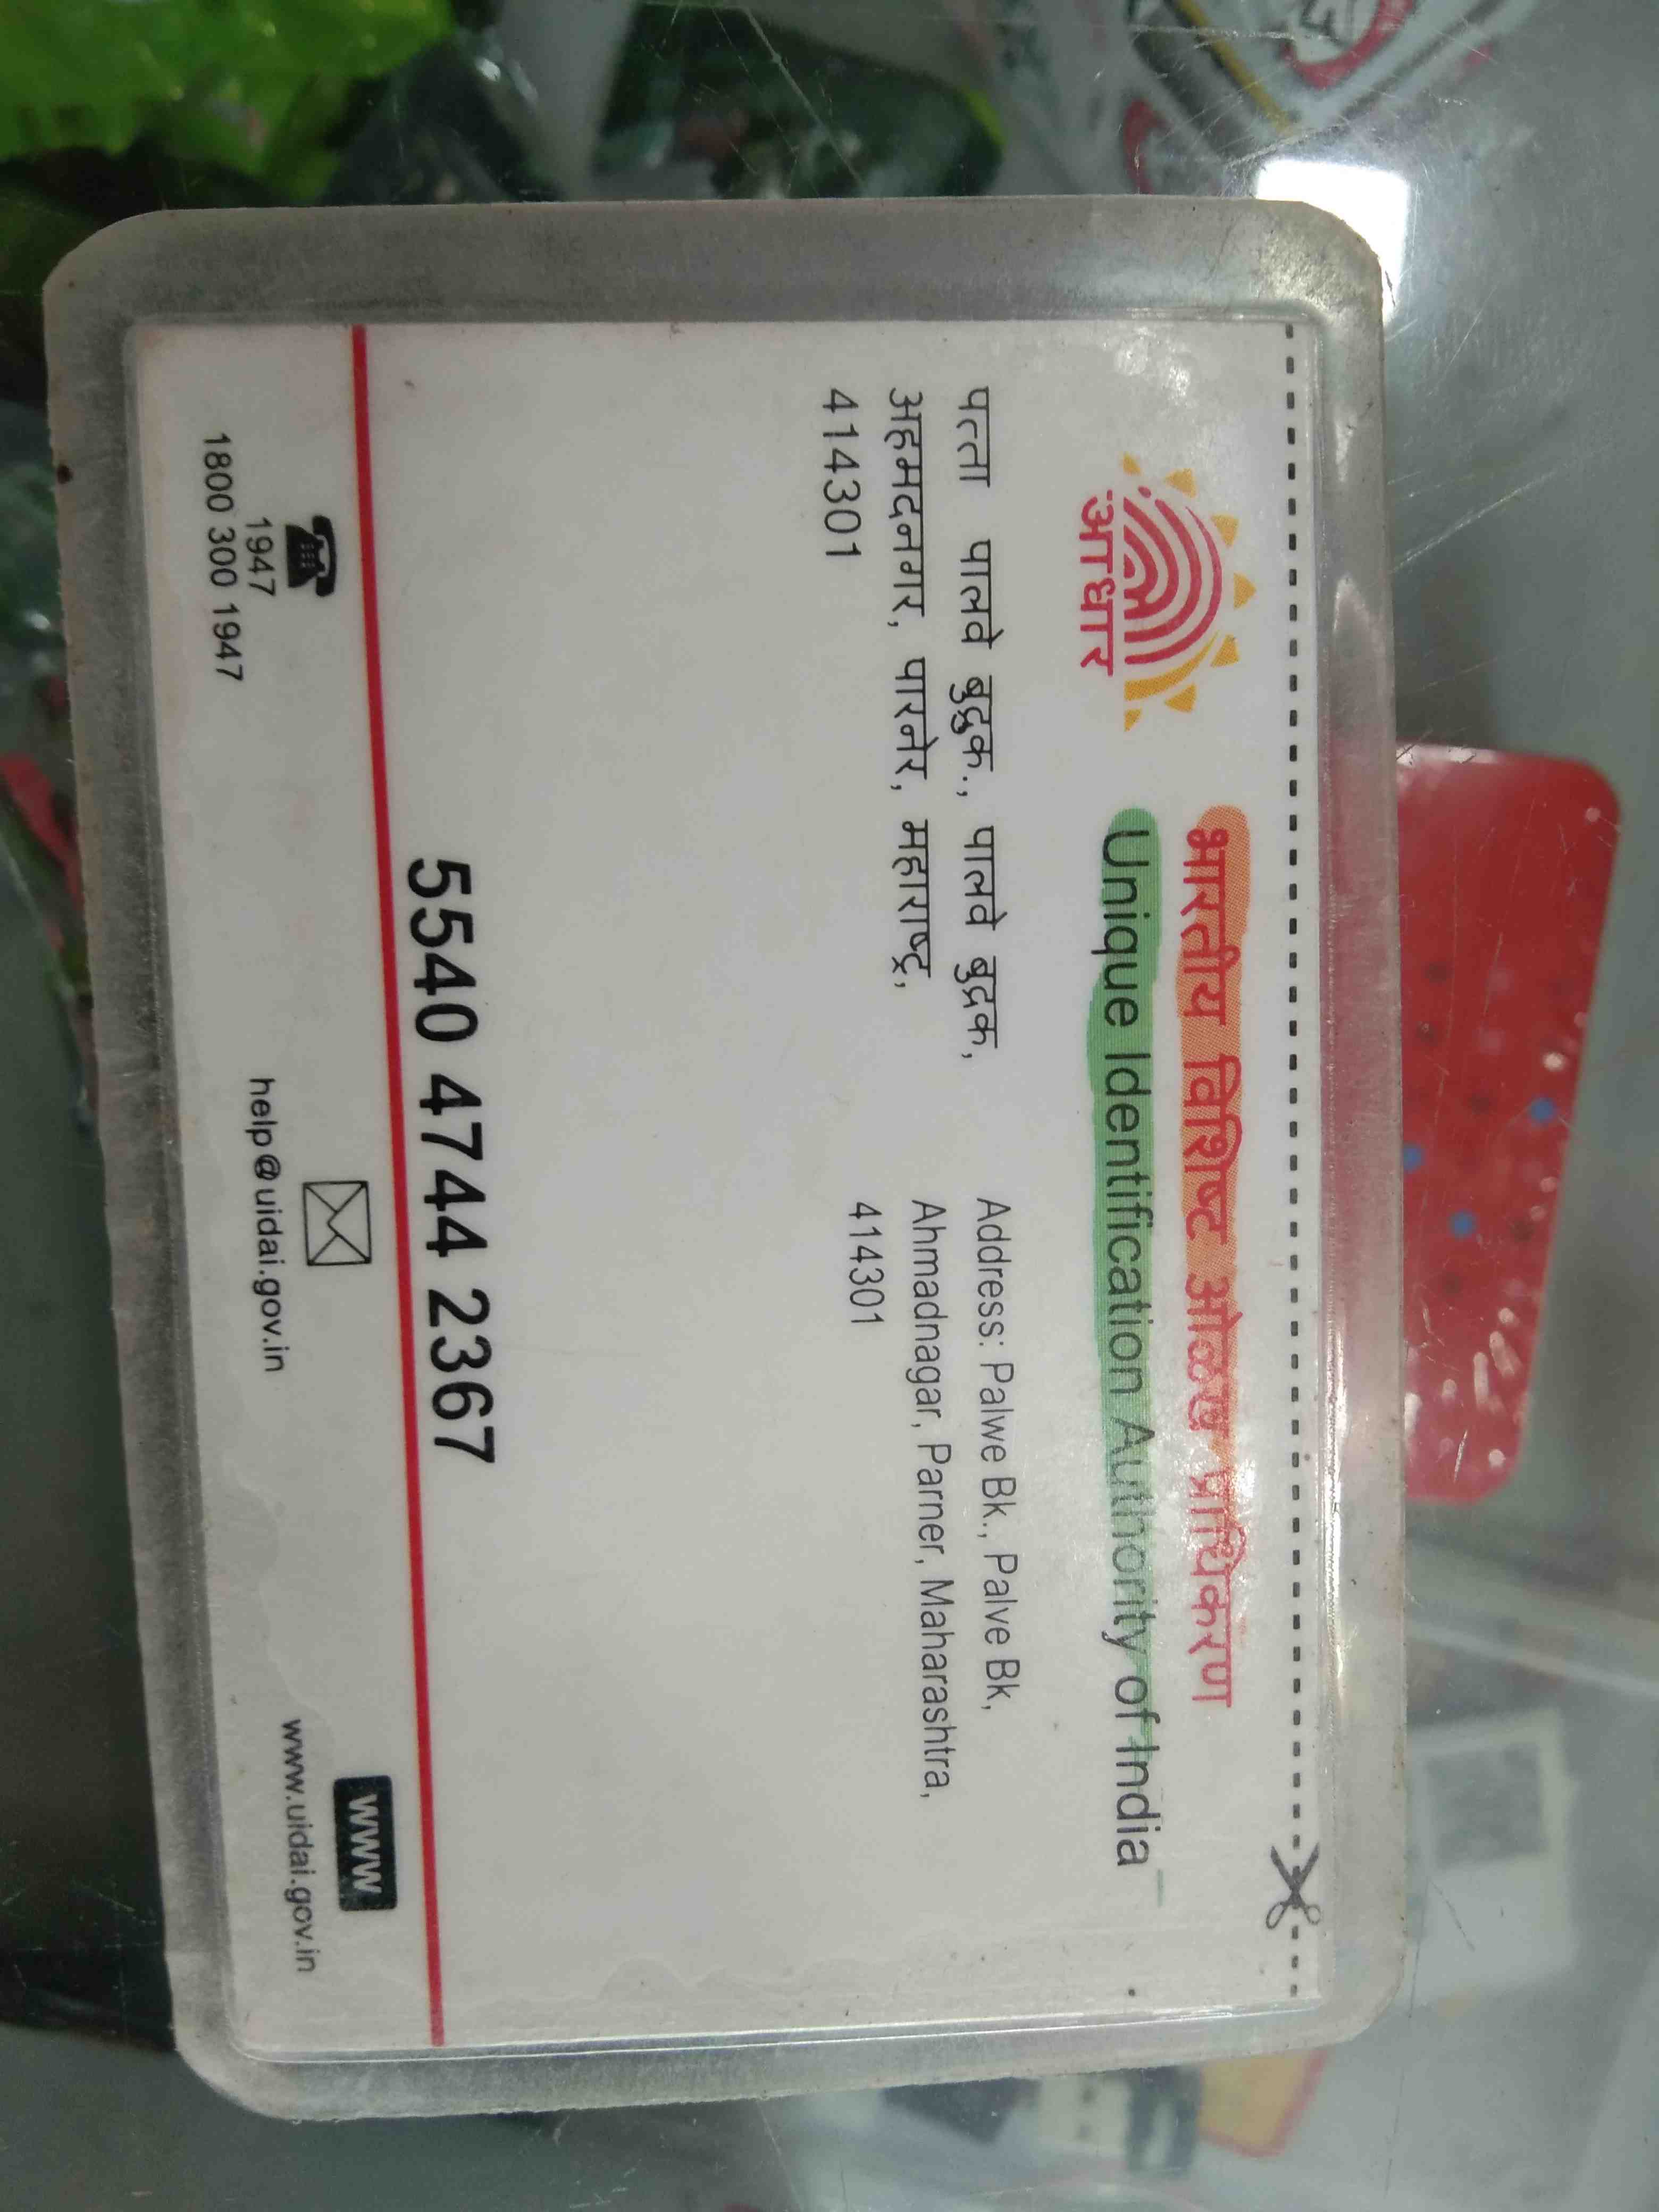 भारतीय विशिष्ट ओळख प्राधिकरण
Unique Identification Authority of India
आधार
पत्ता पालवे बुद्रुक., पालवे बुद्रक,
अहमदनगर, पारनेर, महाराष्ट्र,
414301
Address: Palwe Bk., Palve Bk,
Ahmadnagar, Parner, Maharashtra,
414301
5540 4744 2367
1947
1800 300 1947
help@uidai.gov.in
www
www.uidai.gov.in